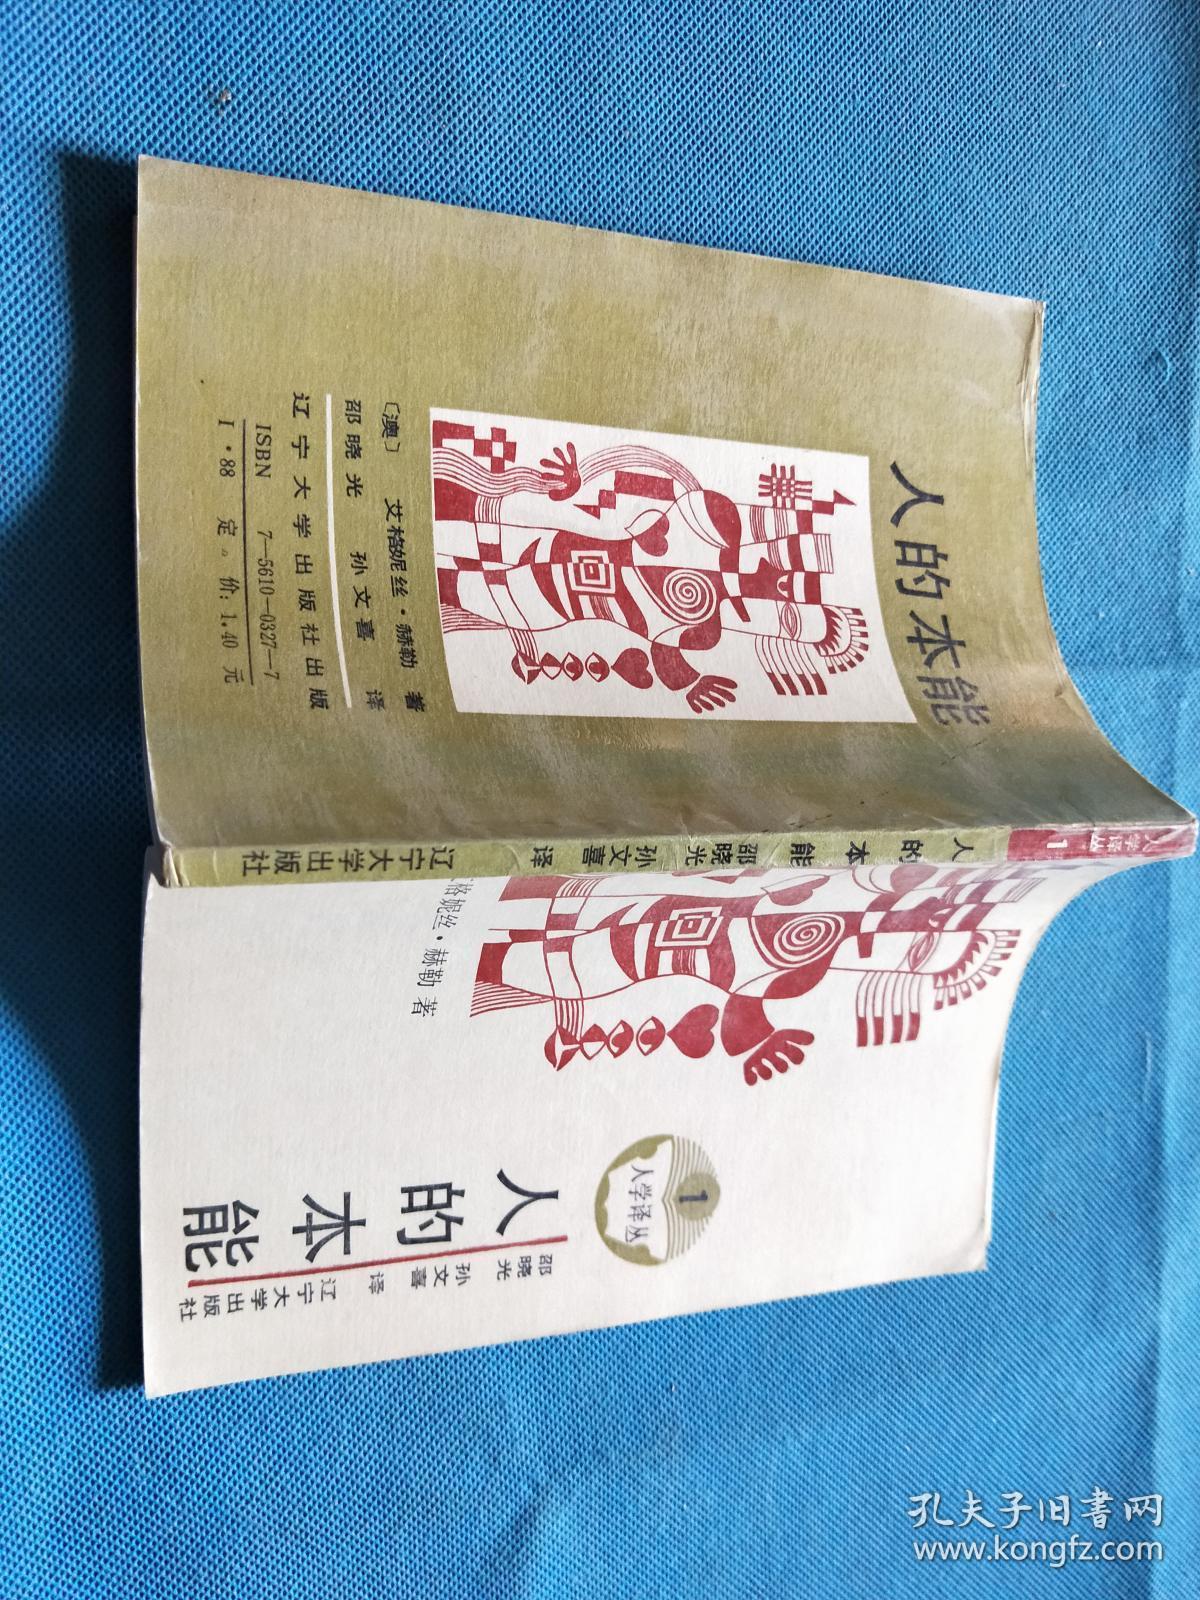 人的本能
〔澳〕 艾格妮丝·赫勒 著
邵晓光 孙文喜 译
辽宁大学出版社出版
ISBN 7—5610—0327—7
I·88 定价:1.40元
人学译丛 1
人的本能 邵晓光 孙文喜 译 辽宁大学出版社
格妮丝·赫勒 著
1
人学译丛
人的本能
邵晓光
孙文喜 译
辽宁大学出版社
孔夫子旧書网
www.kongfz.com